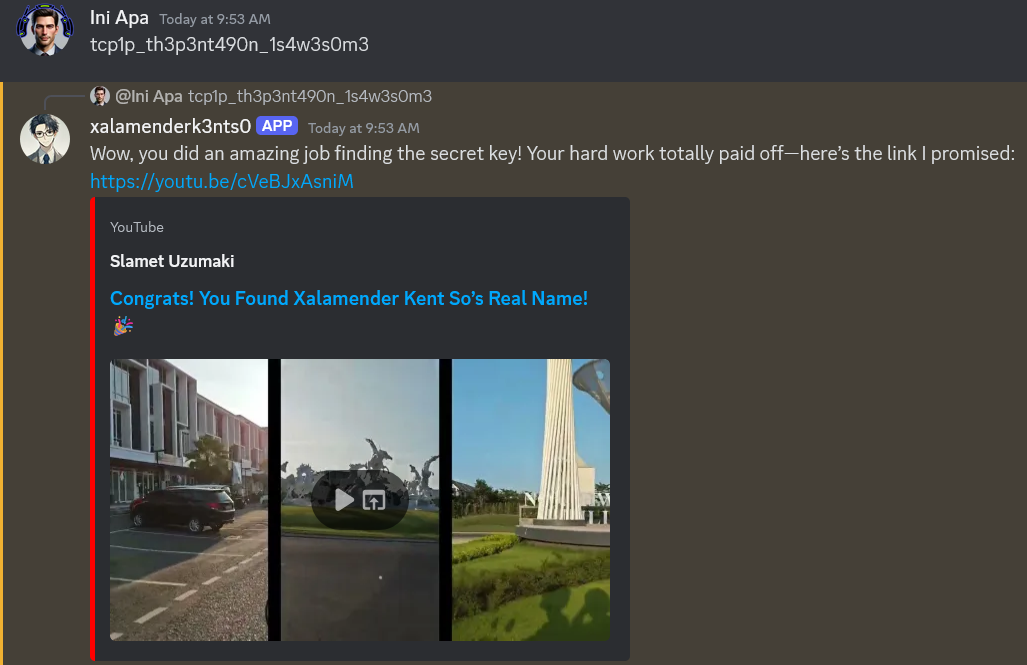 Ini Apa Today at 9:53 AM
tcp1p_th3p3nt490n_1s4w3s0m3
@Ini Apa tcp1p_th3p3nt490n_1s4w3s0m3
xalamenderk3nts0 APP Today at 9:53 AM
Wow, you did an amazing job finding the secret key! Your hard work totally paid off—here’s the link I promised:
https://youtu.be/cVeBJxAsniM
YouTube
Slamet Uzumaki
Congrats! You Found Xalamender Kent So’s Real Name!
🎉